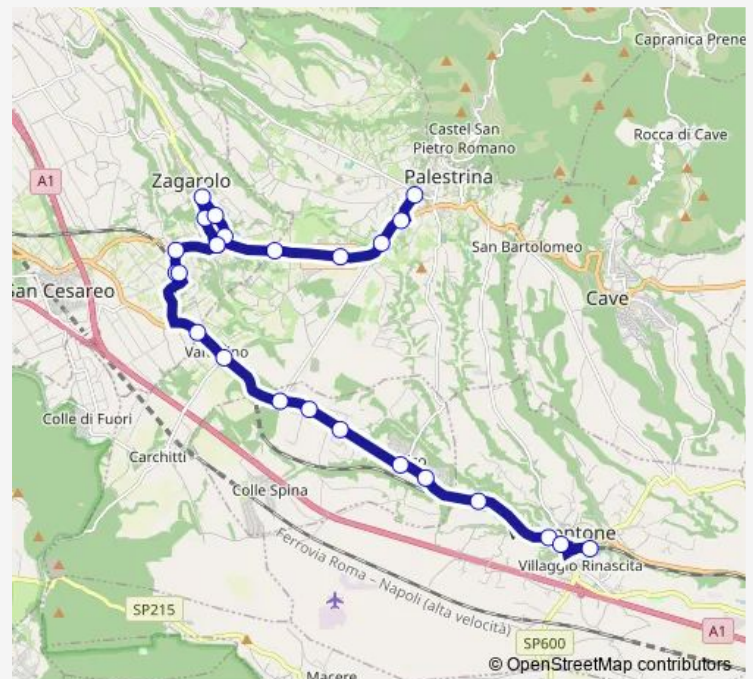 Capranica Prene
Castel San
Pietro Romano
Rocca di Cave
A1
Zagarolo
Palestrina
San Bartolomeo
San Cesareo
Cave
Colle di Fuori
Carchitti
Colle Spina
Villaggio Rinascita
Ferrovia Roma – Napoli (alta velocità)
SP215
SP600
A1
Macere
© OpenStreetMap contributors